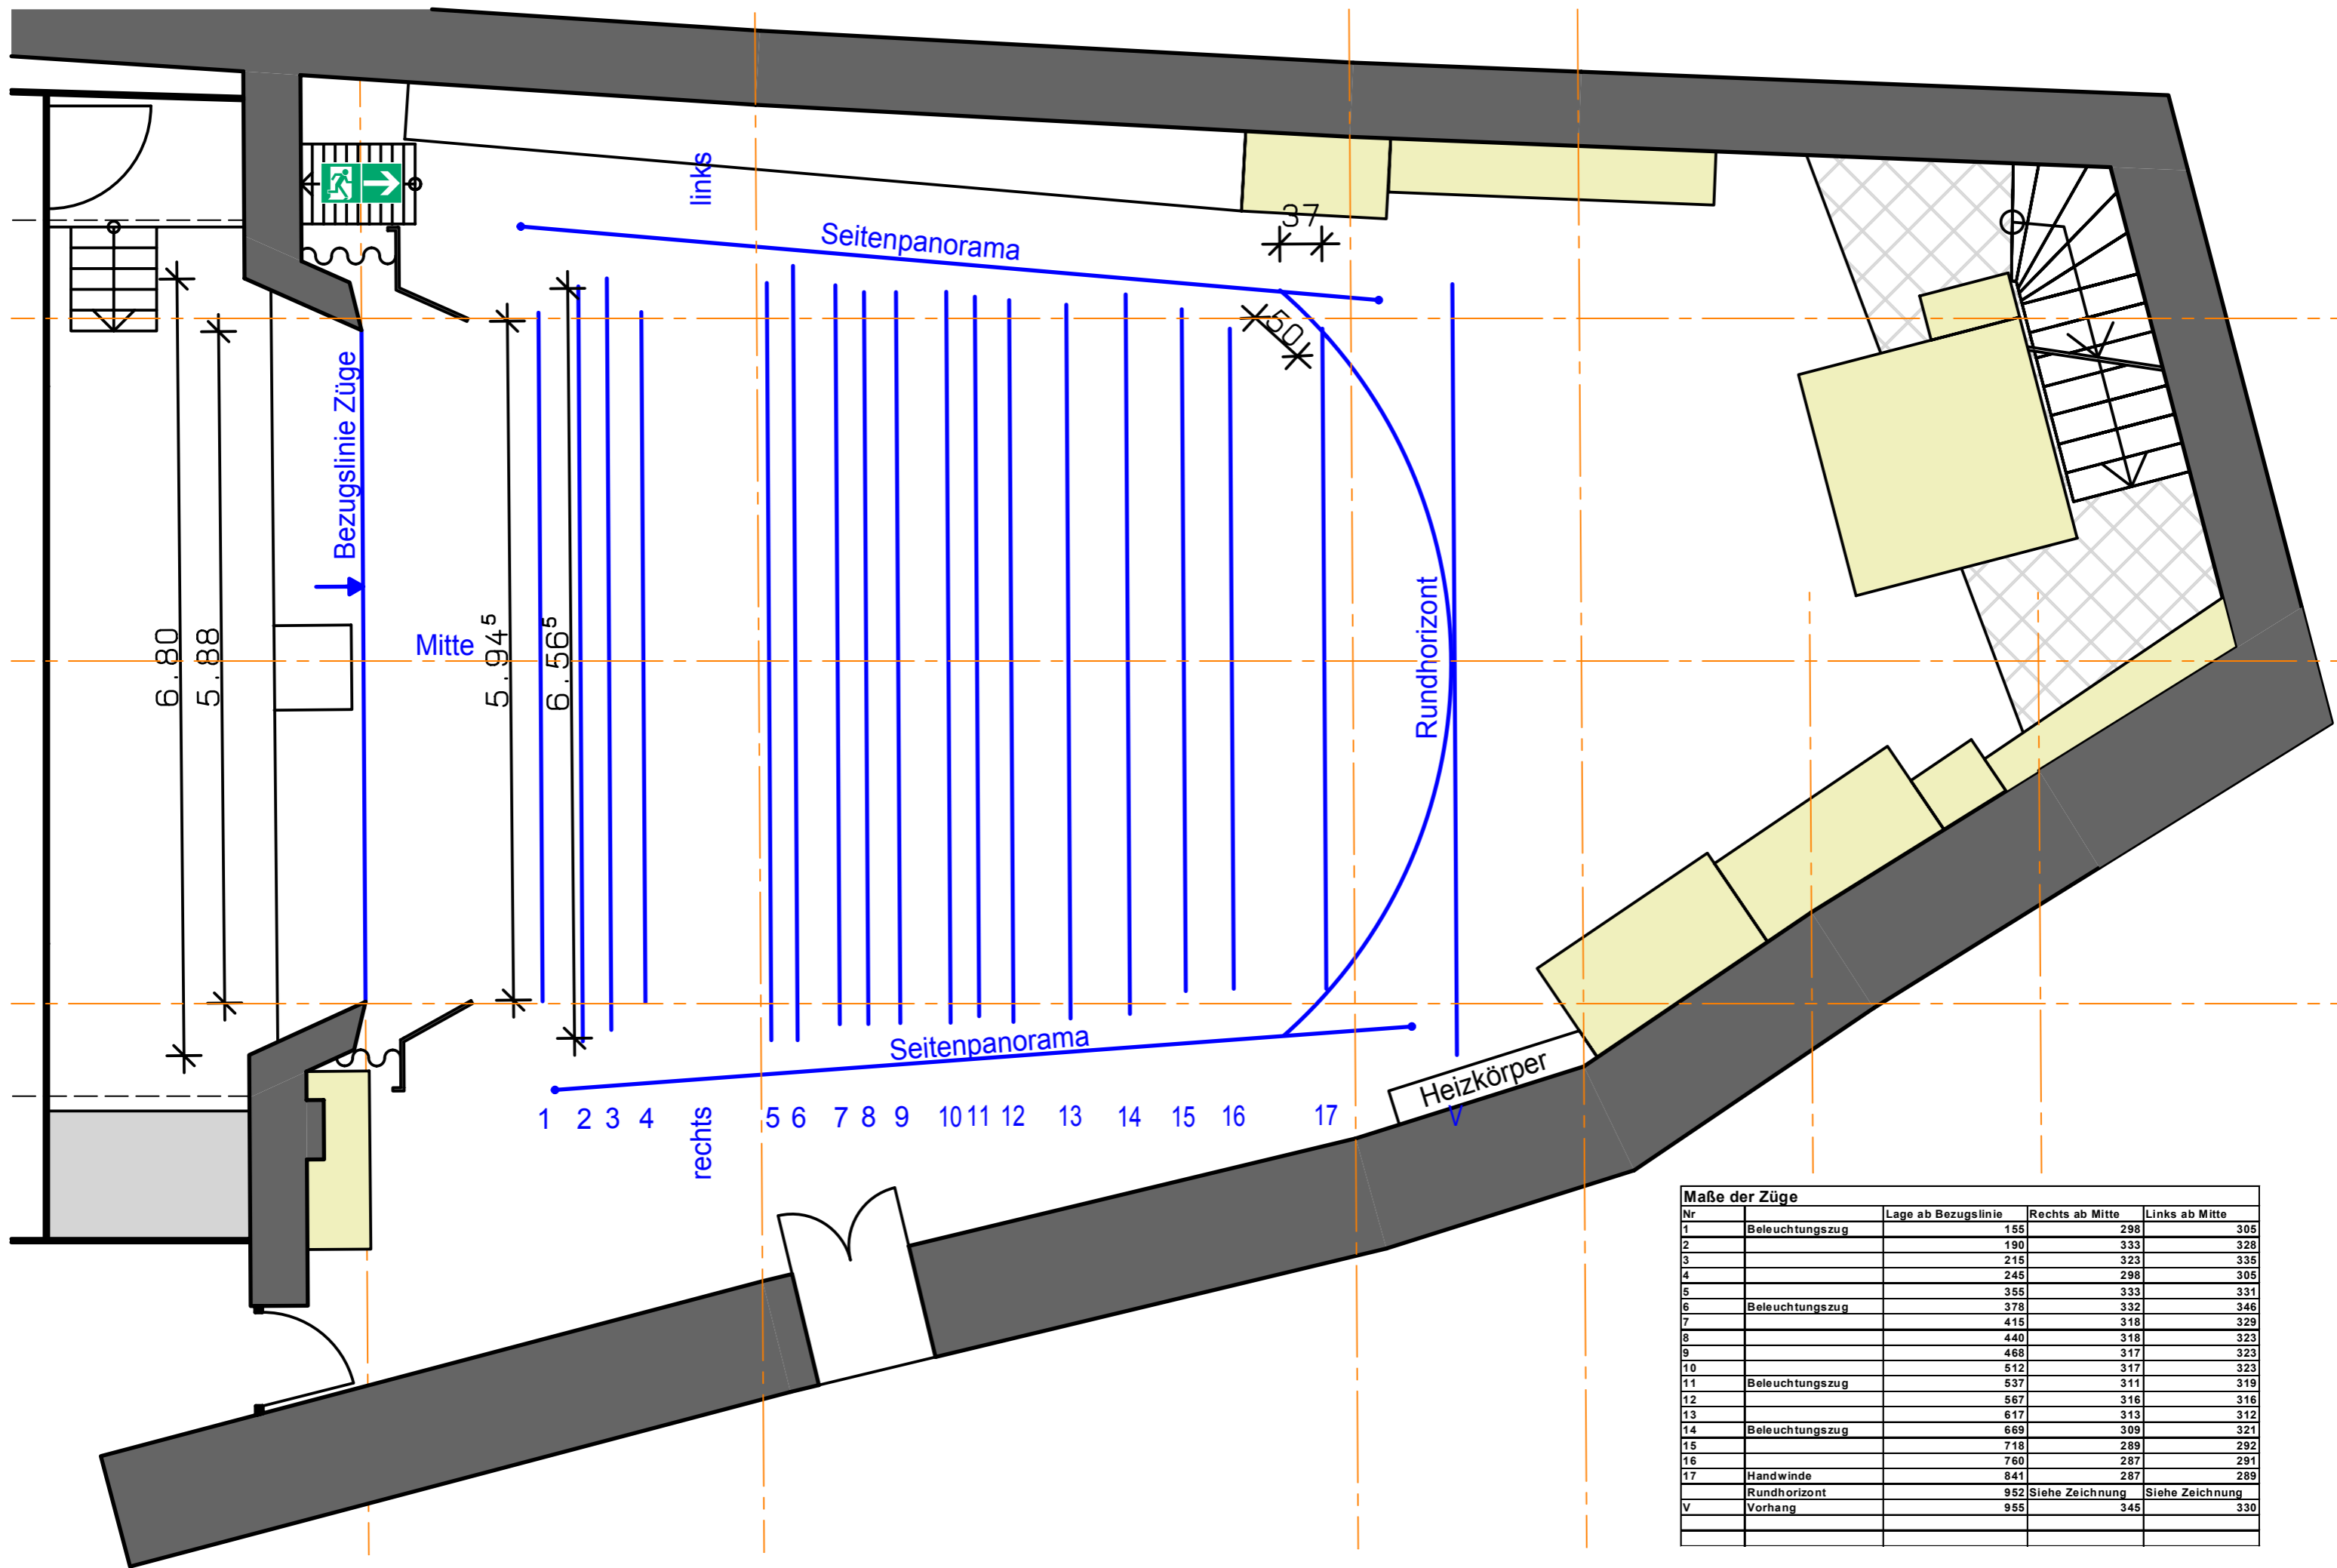 links
Seitenpanorama
37
50
Bezugslinie Züge
Mitte
6.80
5.88
5.94⁵
6.56⁵
Rundhorizont
Seitenpanorama
Heizkörper
1 2 3 4 rechts 5 6 7 8 9 10 11 12 13 14 15 16 17 V
Maße der Züge
Nr Lage ab Bezugslinie Rechts ab Mitte Links ab Mitte
1 Beleuchtungszug 155 298 305
2 190 333 328
3 215 323 335
4 245 298 305
5 355 333 331
6 Beleuchtungszug 378 332 346
7 415 318 329
8 440 318 323
9 468 317 323
10 512 317 323
11 Beleuchtungszug 537 311 319
12 567 316 316
13 617 313 312
14 Beleuchtungszug 669 309 321
15 718 289 292
16 760 287 291
17 Handwinde 841 287 289
Rundhorizont 952 Siehe Zeichnung Siehe Zeichnung
V Vorhang 955 345 330